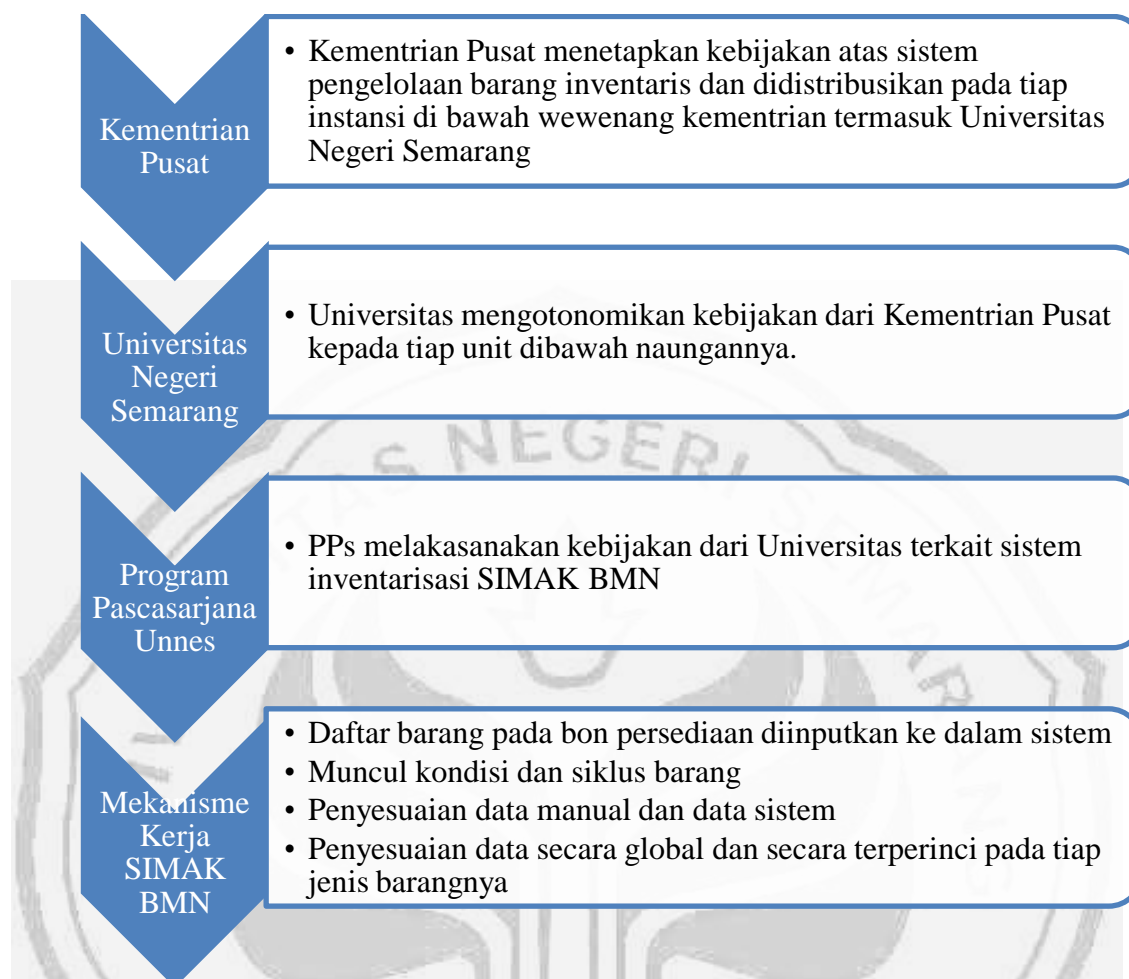 Kementrian
Pusat
• Kementrian Pusat menetapkan kebijakan atas sistem
pengelolaan barang inventaris dan didistribusikan pada tiap
instansi di bawah wewenang kementrian termasuk Universitas
Negeri Semarang
Universitas
Negeri
Semarang
• Universitas mengotonomikan kebijakan dari Kementrian Pusat
kepada tiap unit dibawah naungannya.
Program
Pascasarjana
Unnes
• PPs melakasanakan kebijakan dari Universitas terkait sistem
inventarisasi SIMAK BMN
Mekanisme
Kerja
SIMAK
BMN
• Daftar barang pada bon persediaan diinputkan ke dalam sistem
• Muncul kondisi dan siklus barang
• Penyesuaian data manual dan data sistem
• Penyesuaian data secara global dan secara terperinci pada tiap
jenis barangnya
TAS NEGERI SEMARANG